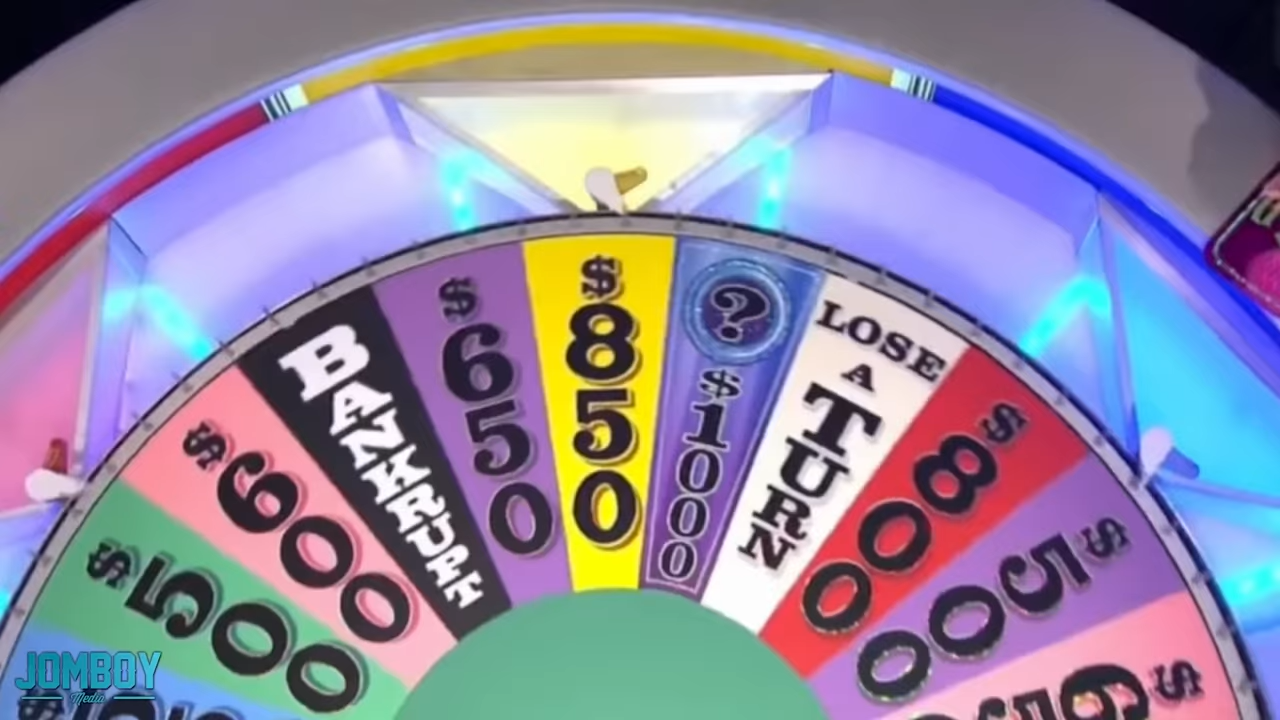 $500
$600
BANKRUPT
$650
$850
?
$1000
LOSE
A
TURN
$800
$500
JOMBOY
Media